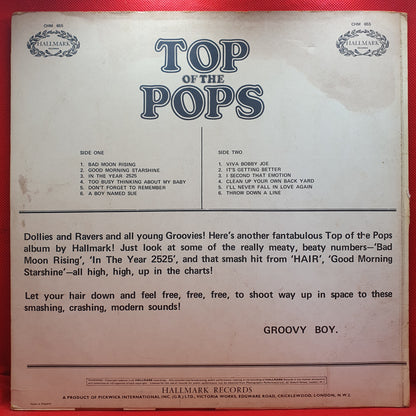 CHM 655
HALLMARK
CHM 655
HALLMARK
TOP
OF THE
POPS
SIDE ONE
1. BAD MOON RISING
2. GOOD MORNING STARSHINE
3. IN THE YEAR 2525
4. TOO BUSY THINKING ABOUT MY BABY
5. DON'T FORGET TO REMEMBER
6. A BOY NAMED SUE
SIDE TWO
1. VIVA BOBBY JOE
2. IT'S GETTING BETTER
3. I SECOND THAT EMOTION
4. CLEAN UP YOUR OWN BACK YARD
5. I'LL NEVER FALL IN LOVE AGAIN
6. THROW DOWN A LINE
Dollies and Ravers and all young Groovies! Here's another fantabulous Top of the Pops
album by Hallmark! Just look at some of the really meaty, beaty numbers—'Bad
Moon Rising', 'In The Year 2525', and that smash hit from 'HAIR', 'Good Morning
Starshine'—all high, high, up in the charts!
Let your hair down and feel free, free, free, to shoot way up in space to these
smashing, crashing, modern sounds!
GROOVY BOY.
HALLMARK RECORDS
A PRODUCT OF PICKWICK INTERNATIONAL INC. (G.B.) LTD., VICTORIA WORKS, EDGWARE ROAD, CRICKLEWOOD, LONDON, N.W.2.